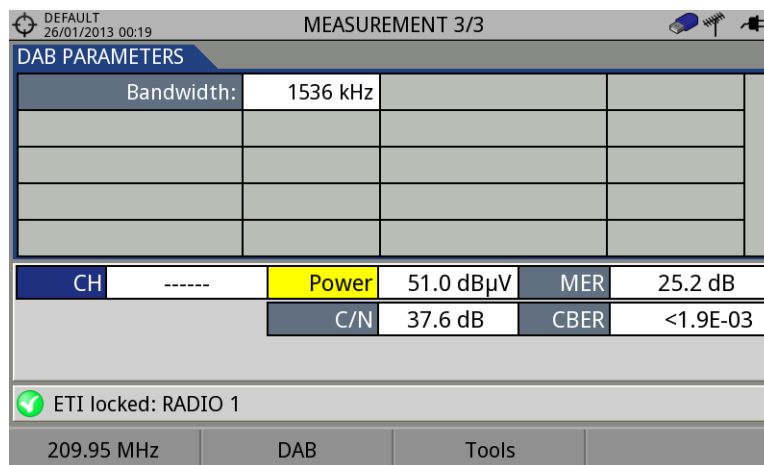 DEFAULT
26/01/2013 00:19
MEASUREMENT 3/3
DAB PARAMETERS
Bandwidth: 1536 kHz
CH ------ Power 51.0 dBµV MER 25.2 dB
C/N 37.6 dB CBER <1.9E-03
ETI locked: RADIO 1
209.95 MHz DAB Tools